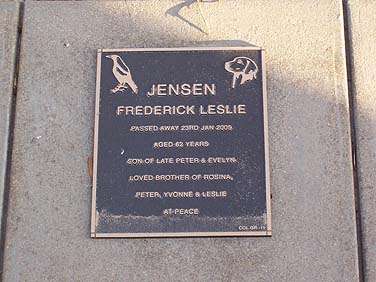 JENSEN
FREDERICK LESLIE
PASSED AWAY 23RD JAN 2009
AGED 62 YEARS
SON OF LATE PETER & EVELYN
LOVED BROTHER OF ROSINA,
PETER, YVONNE & LESLIE
AT PEACE